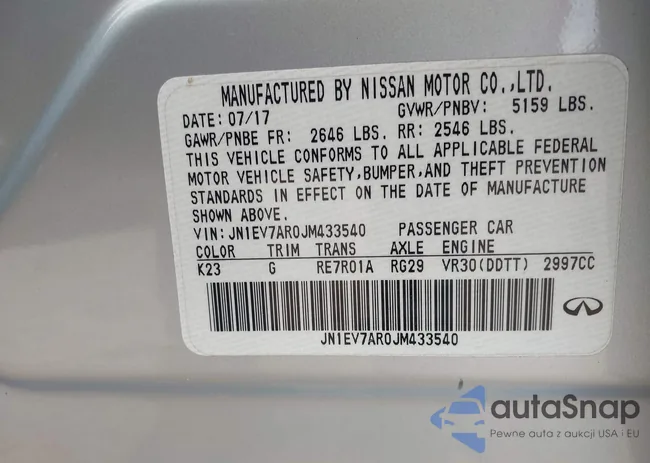 MANUFACTURED BY NISSAN MOTOR CO.,LTD.
DATE: 07/17 GVWR/PNBV: 5159 LBS.
GAWR/PNBE FR: 2646 LBS. RR: 2546 LBS.
THIS VEHICLE CONFORMS TO ALL APPLICABLE FEDERAL
MOTOR VEHICLE SAFETY,BUMPER,AND THEFT PREVENTION
STANDARDS IN EFFECT ON THE DATE OF MANUFACTURE
SHOWN ABOVE.
VIN: JN1EV7AR0JM433540 PASSENGER CAR
COLOR TRIM TRANS AXLE ENGINE
K23 G RE7R01A RG29 VR30(DDTT) 2997CC
JN1EV7AR0JM433540
autaSnap
Pewne auta z aukcji USA i EU